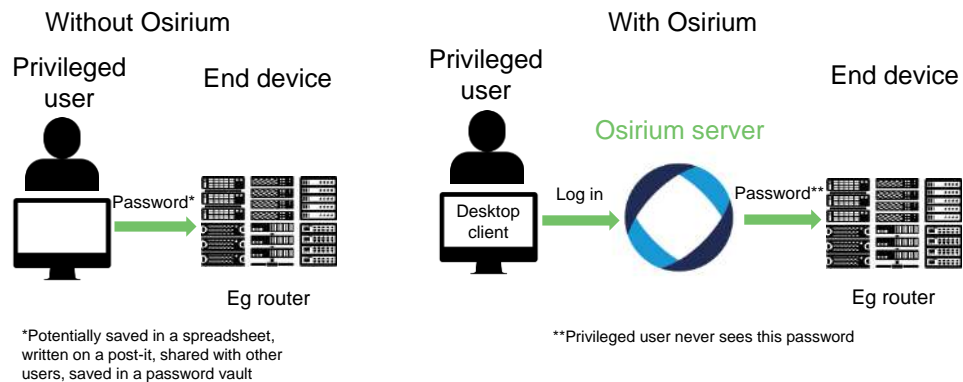 Without Osirium
Privileged
user
End device
Password*
Eg router
*Potentially saved in a spreadsheet,
written on a post-it, shared with other
users, saved in a password vault
With Osirium
Privileged
user
End device
Osirium server
Desktop
client
Log in
Password**
Eg router
**Privileged user never sees this password